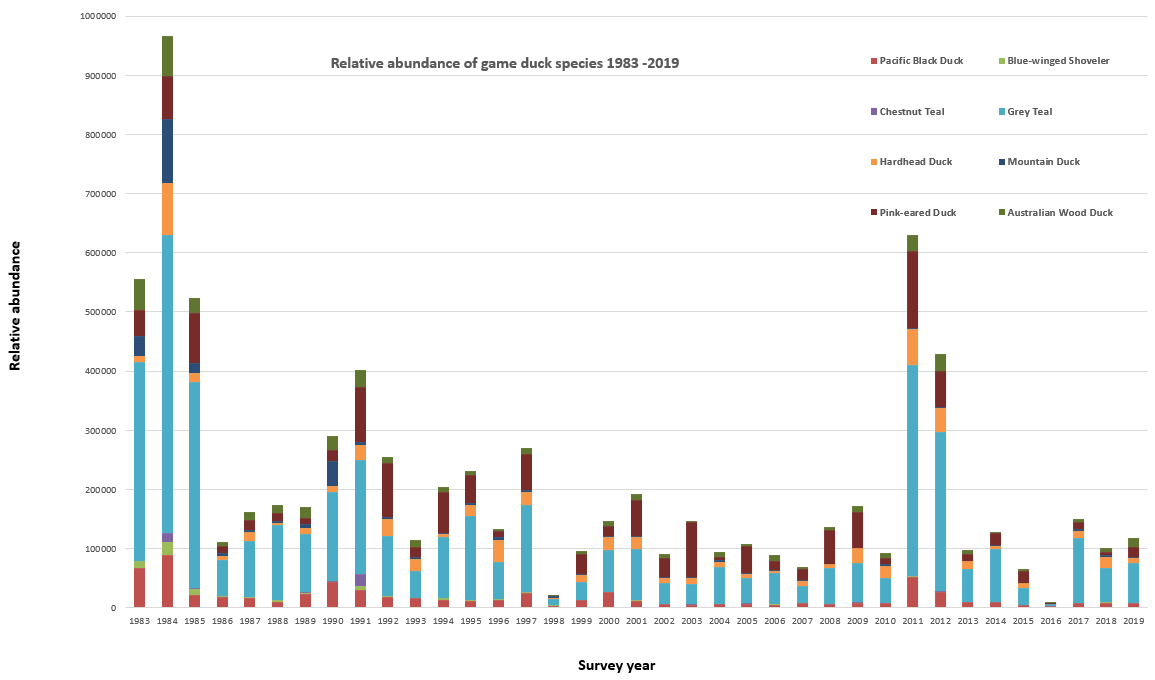 1000000
Relative abundance of game duck species 1983 -2019
Pacific Black Duck
Blue-winged Shoveler
900000
Chestnut Teal
Grey Teal
800000
Hardhead Duck
Mountain Duck
700000
Pink-eared Duck
Australian Wood Duck
600000
500000
400000
300000
200000
100000
0
Relative abundance
1983 1984 1985 1986 1987 1988 1989 1990 1991 1992 1993 1994 1995 1996 1997 1998 1999 2000 2001 2002 2003 2004 2005 2006 2007 2008 2009 2010 2011 2012 2013 2014 2015 2016 2017 2018 2019
Survey year